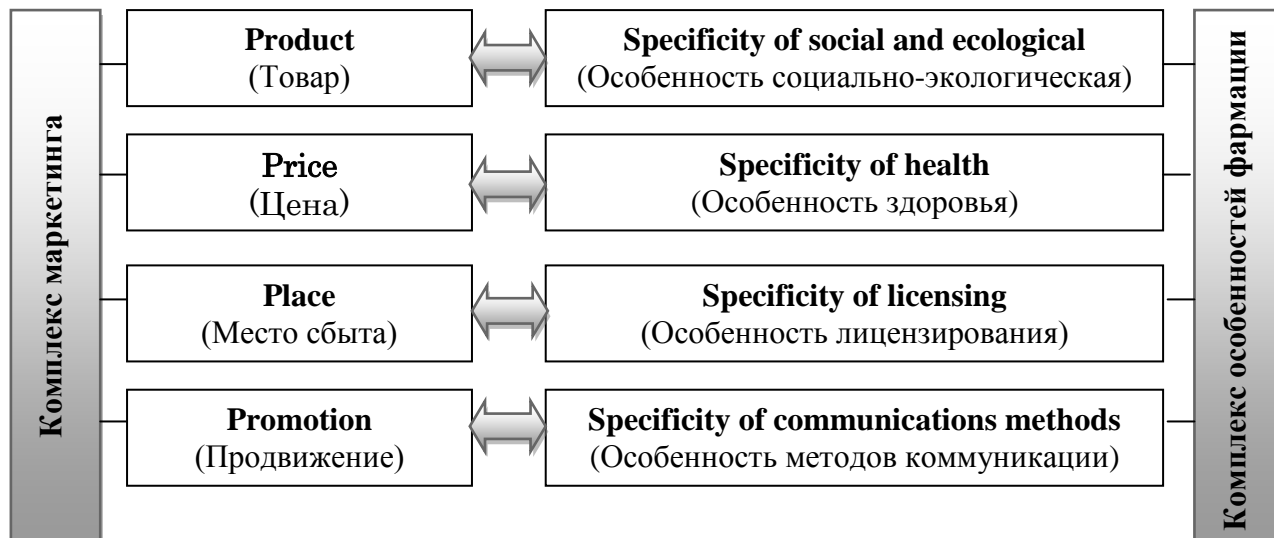 Комплекс маркетинга
Product
(Товар)
Specificity of social and ecological
(Особенность социально-экологическая)
Price
(Цена)
Specificity of health
(Особенность здоровья)
Place
(Место сбыта)
Specificity of licensing
(Особенность лицензирования)
Promotion
(Продвижение)
Specificity of communications methods
(Особенность методов коммуникации)
Комплекс особенностей фармации